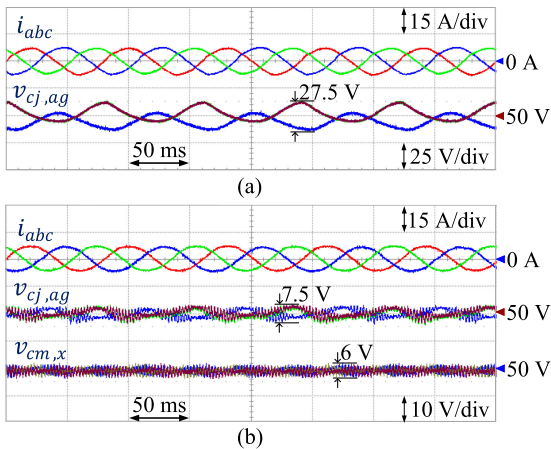 i_abc
15 A/div
0 A
v_cj,ag
27.5 V
50 V
50 ms
25 V/div
(a)
i_abc
15 A/div
0 A
v_cj,ag
7.5 V
50 V
v_cm,x
6 V
50 V
50 ms
10 V/div
(b)